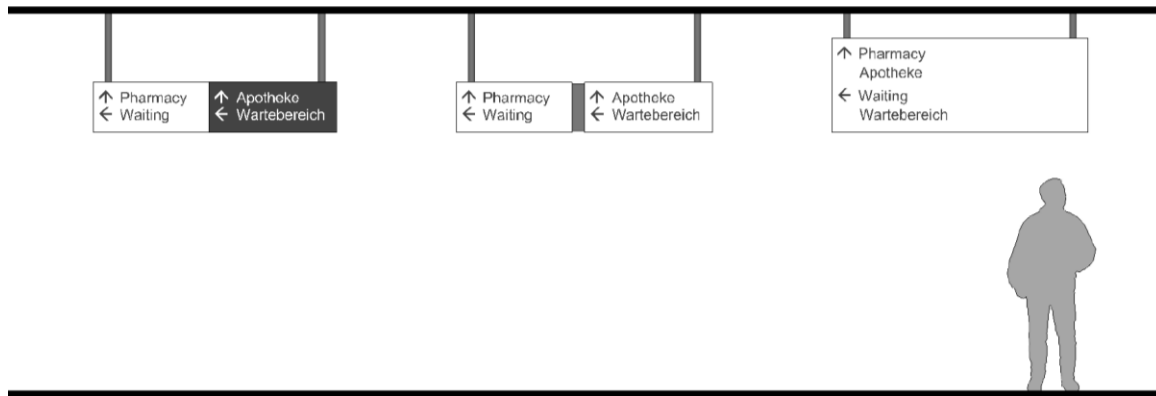 ↑ Pharmacy
← Waiting
↑ Apotheke
← Wartebereich
↑ Pharmacy
← Waiting
↑ Apotheke
← Wartebereich
↑ Pharmacy
Apotheke
← Waiting
Wartebereich